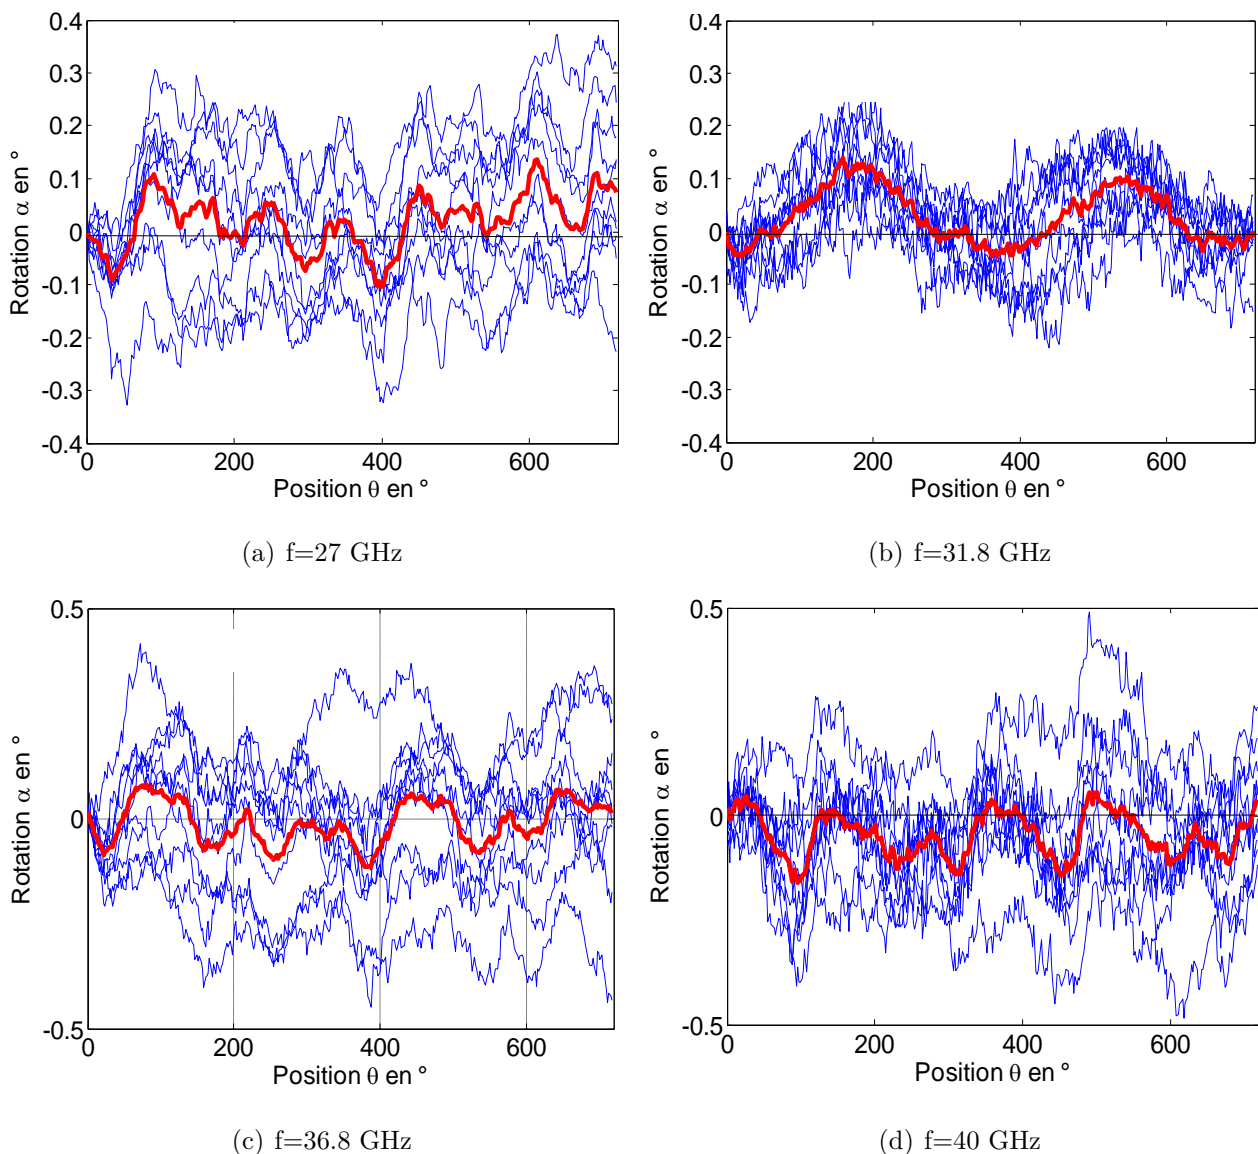 0.4
0.3
0.2
0.1
0
-0.1
-0.2
-0.3
-0.4
0 200 400 600
Rotation α en °
Position θ en °
(a) f=27 GHz
0.4
0.3
0.2
0.1
0
-0.1
-0.2
-0.3
-0.4
0 200 400 600
Rotation α en °
Position θ en °
(b) f=31.8 GHz
0.5
0
-0.5
0 200 400 600
Rotation α en °
Position θ en °
(c) f=36.8 GHz
0.5
0
-0.5
0 200 400 600
Rotation α en °
Position θ en °
(d) f=40 GHz